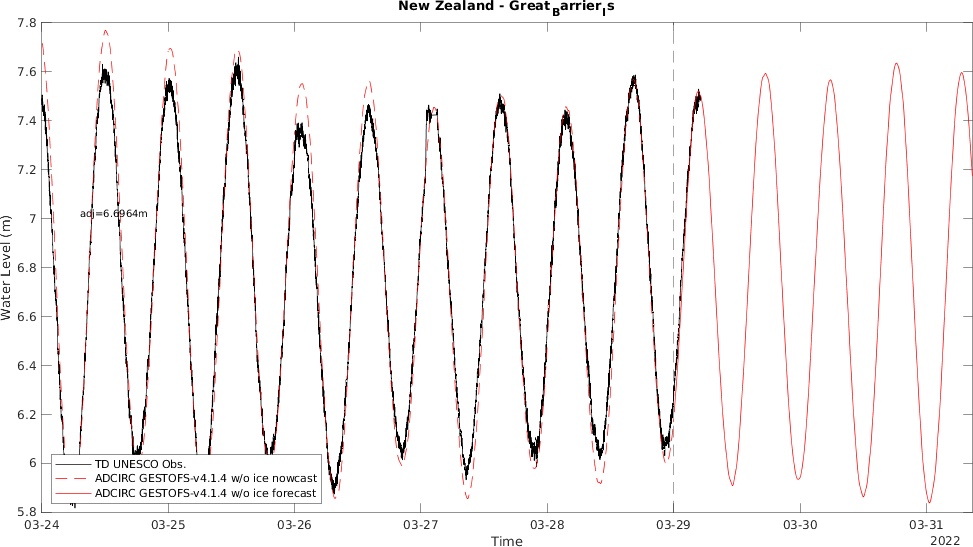 New Zealand - Great_Barrier_Is
7.8
7.6
7.4
7.2
7
6.8
6.6
6.4
6.2
6
5.8
Water Level (m)
adj=6.6964m
TD UNESCO Obs.
ADCIRC GESTOFS-v4.1.4 w/o ice nowcast
ADCIRC GESTOFS-v4.1.4 w/o ice forecast
03-24 03-25 03-26 03-27 03-28 03-29 03-30 03-31
Time
2022